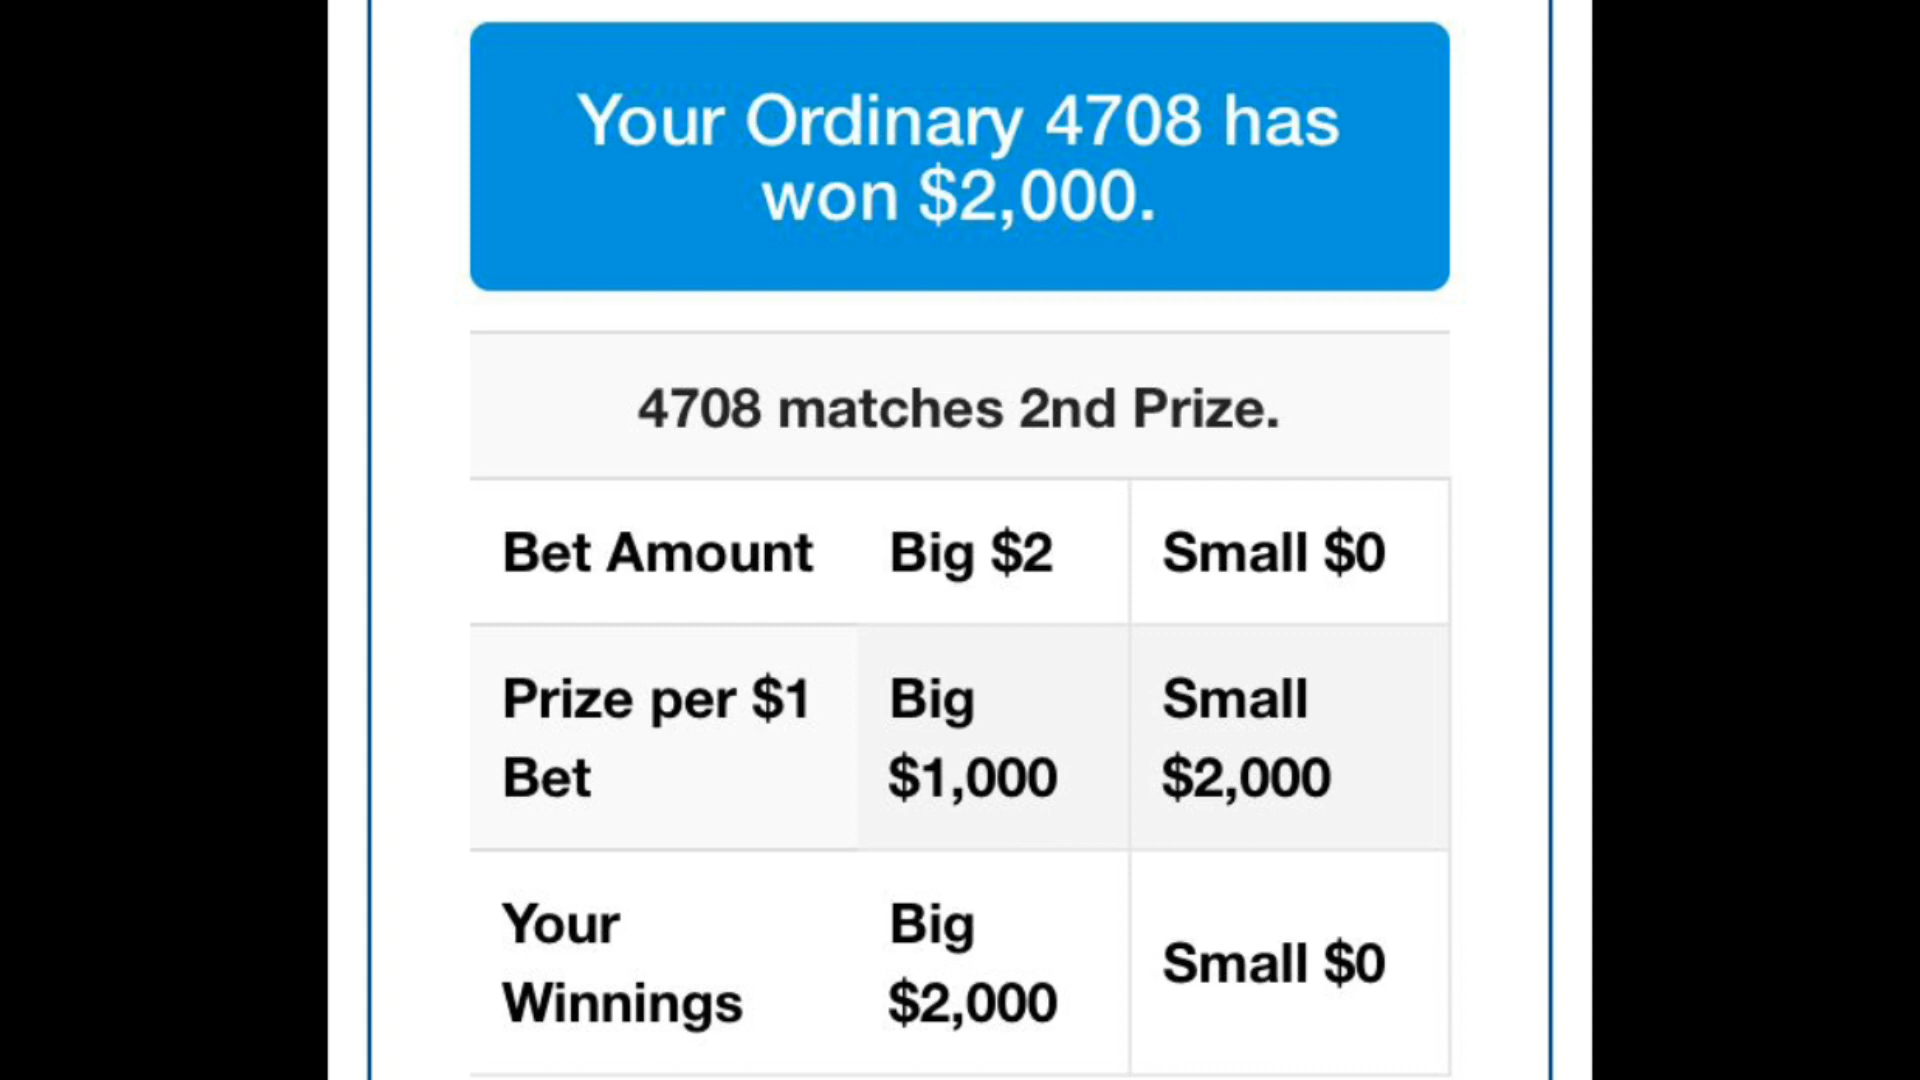 Your Ordinary 4708 has
won $2,000.
4708 matches 2nd Prize.
Bet Amount Big $2 Small $0
Prize per $1 Big Small
Bet $1,000 $2,000
Your Big
Winnings $2,000 Small $0